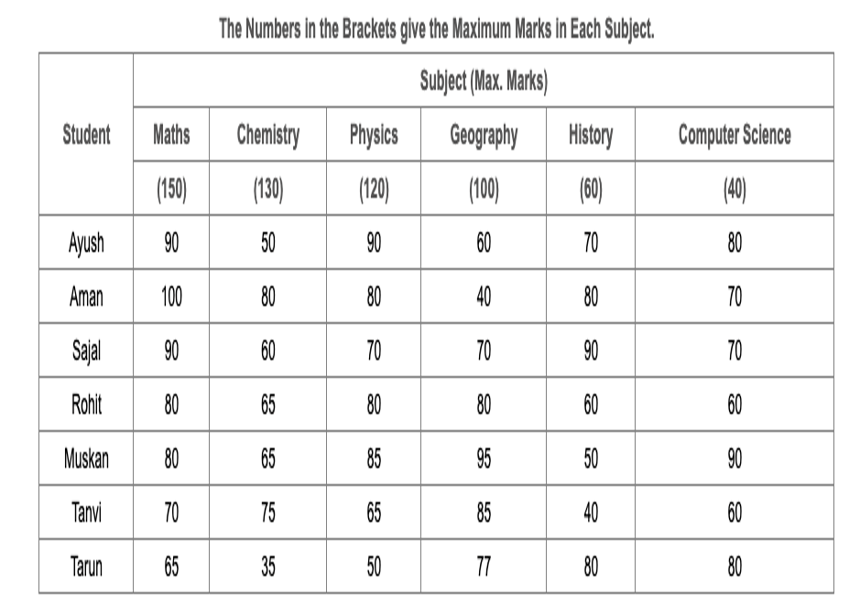 The Numbers in the Brackets give the Maximum Marks in Each Subject.
Student Subject (Max. Marks)
Maths Chemistry Physics Geography History Computer Science
(150) (130) (120) (100) (60) (40)
Ayush 90 50 90 60 70 80
Aman 100 80 80 40 80 70
Sajal 90 60 70 70 90 70
Rohit 80 65 80 80 60 60
Muskan 80 65 85 95 50 90
Tanvi 70 75 65 85 40 60
Tarun 65 35 50 77 80 80